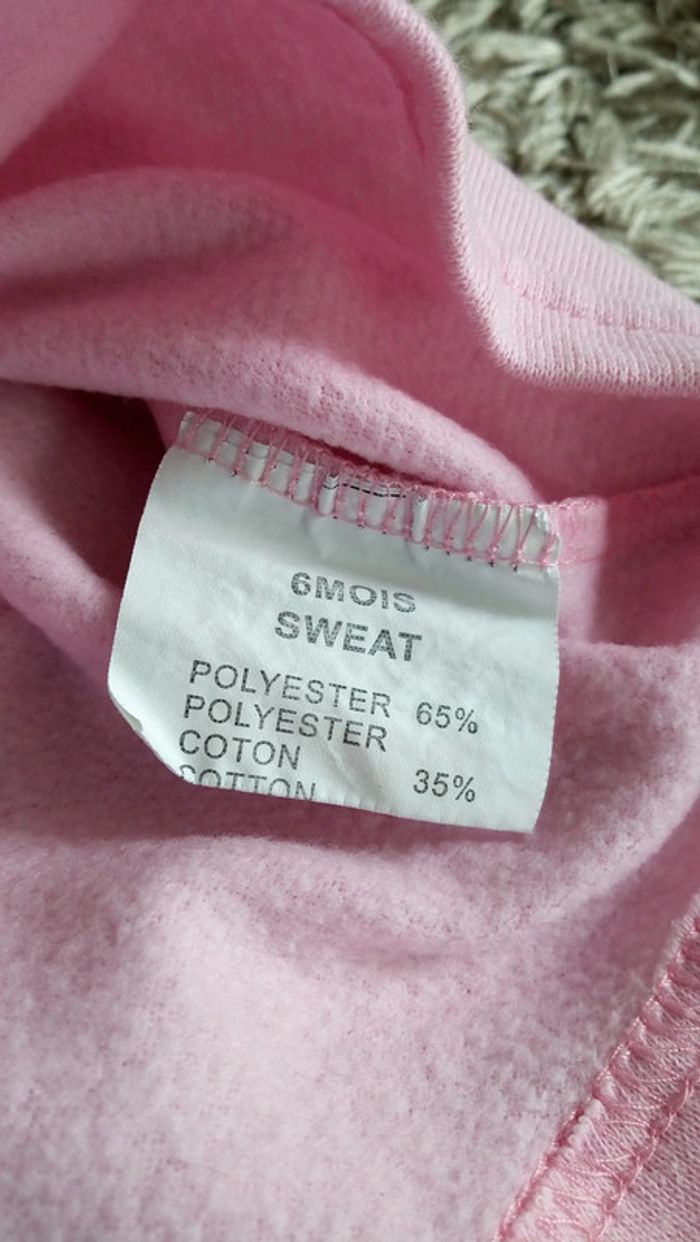 6MOIS
SWEAT
POLYESTER 65%
POLYESTER
COTON
COTTON 35%